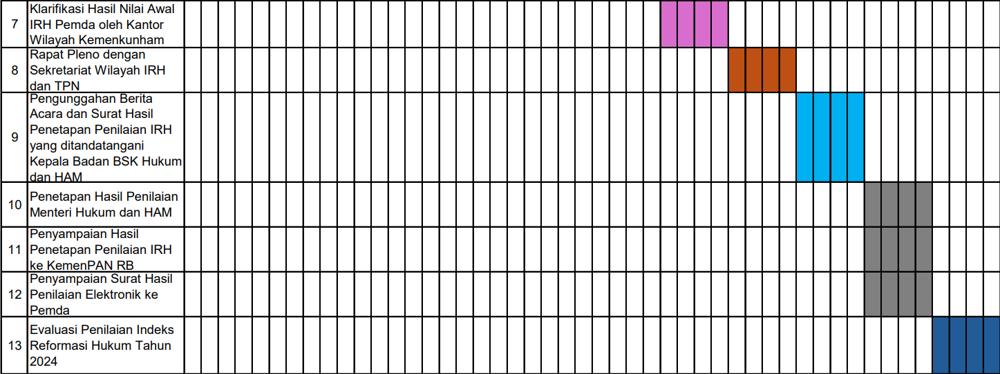 7
Klarifikasi Hasil Nilai Awal
IRH Pemda oleh Kantor
Wilayah Kemenkunham
8
Rapat Pleno dengan
Sekretariat Wilayah IRH
dan TPN
9
Pengunggahan Berita
Acara dan Surat Hasil
Penetapan Penilaian IRH
yang ditandatangani
Kepala Badan BSK Hukum
dan HAM
10
Penetapan Hasil Penilaian
Menteri Hukum dan HAM
11
Penyampaian Hasil
Penetapan Penilaian IRH
ke KemenPAN RB
12
Penyampaian Surat Hasil
Penilaian Elektronik ke
Pemda
13
Evaluasi Penilaian Indeks
Reformasi Hukum Tahun
2024